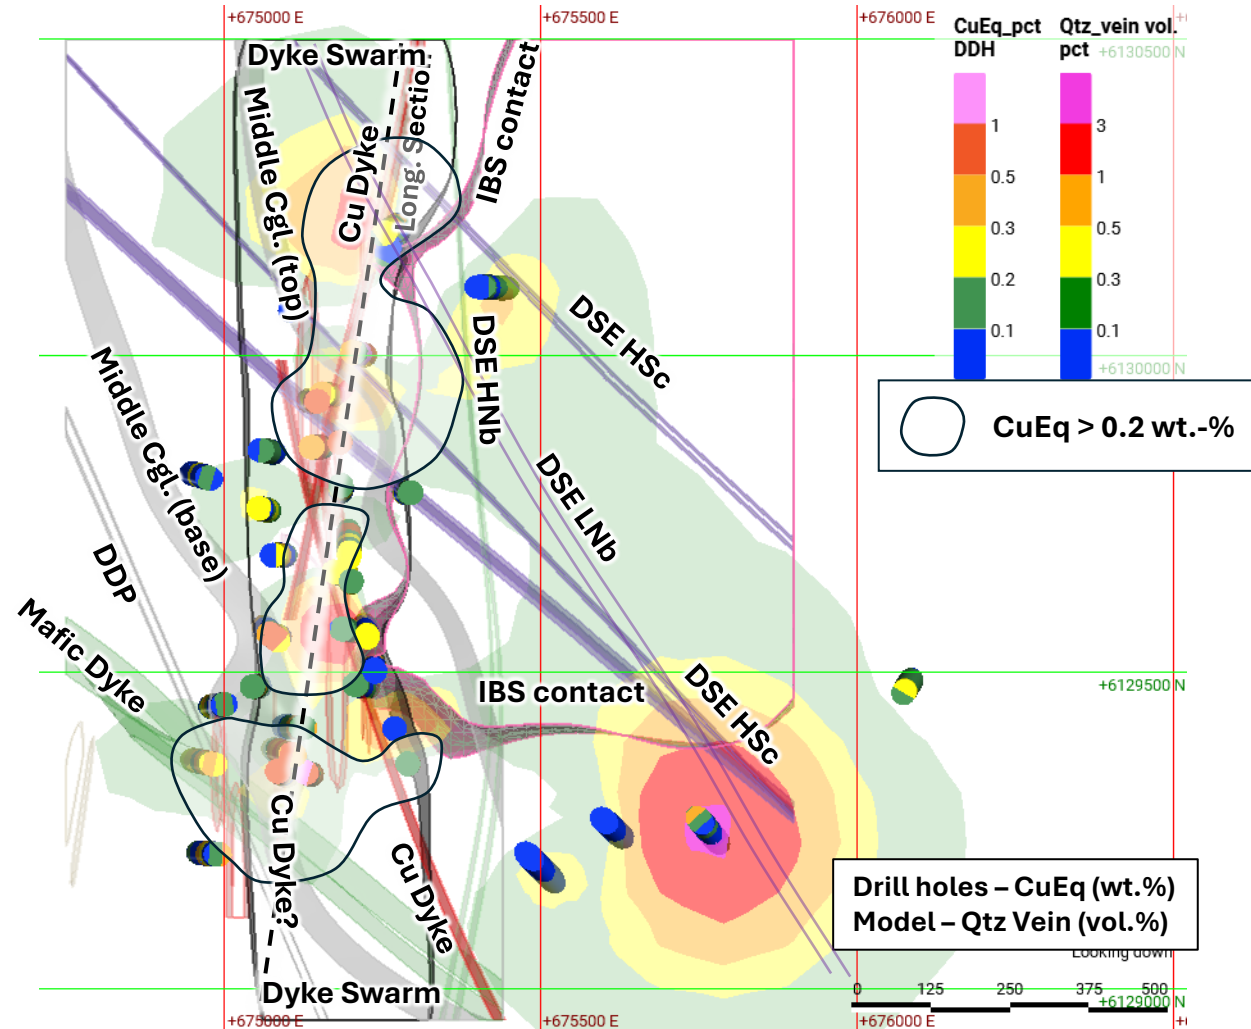 +675000 E
+675500 E
+676000 E
CuEq_pct
DDH
Qtz_vein vol.
pct
+6130500 N
1
0.5
0.3
0.2
0.1
3
1
0.5
0.3
0.1
+6130000 N
CuEq > 0.2 wt.-%
Dyke Swarm
Middle Cgl. (top)
Cu Dyke
Long. Section
IBS contact
DSE HSc
DSE HNb
DSE LNb
Middle Cgl. (base)
DDP
Mafic Dyke
IBS contact
DSE HSc
+6129500 N
Cu Dyke?
Cu Dyke
Dyke Swarm
Drill holes – CuEq (wt.%)
Model – Qtz Vein (vol.%)
Looking down
0
125
250
375
500
+6129000 N
+675000 E
+675500 E
+676000 E